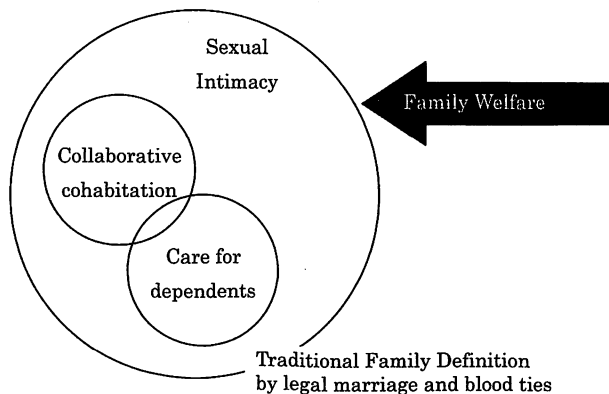 Sexual
Intimacy
Family Welfare
Collaborative
cohabitation
Care for
dependents
Traditional Family Definition
by legal marriage and blood ties